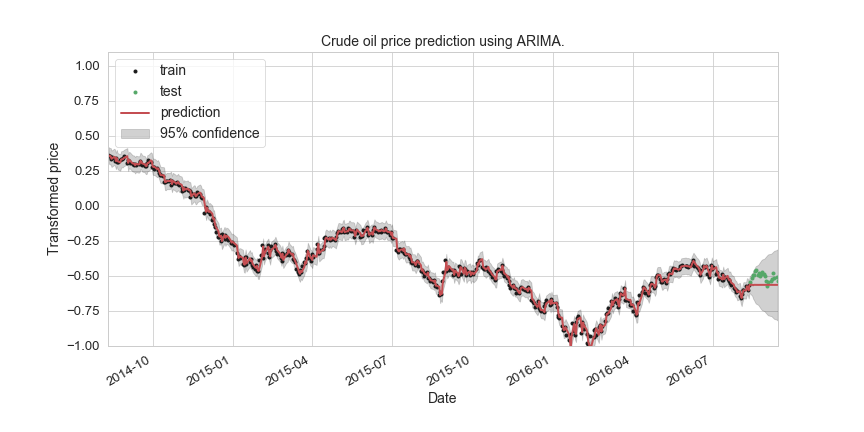 Crude oil price prediction using ARIMA.
train
test
prediction
95% confidence
1.00
0.75
0.50
0.25
0.00
−0.25
−0.50
−0.75
−1.00
Transformed price
2014-10
2015-01
2015-04
2015-07
2015-10
2016-01
2016-04
2016-07
Date